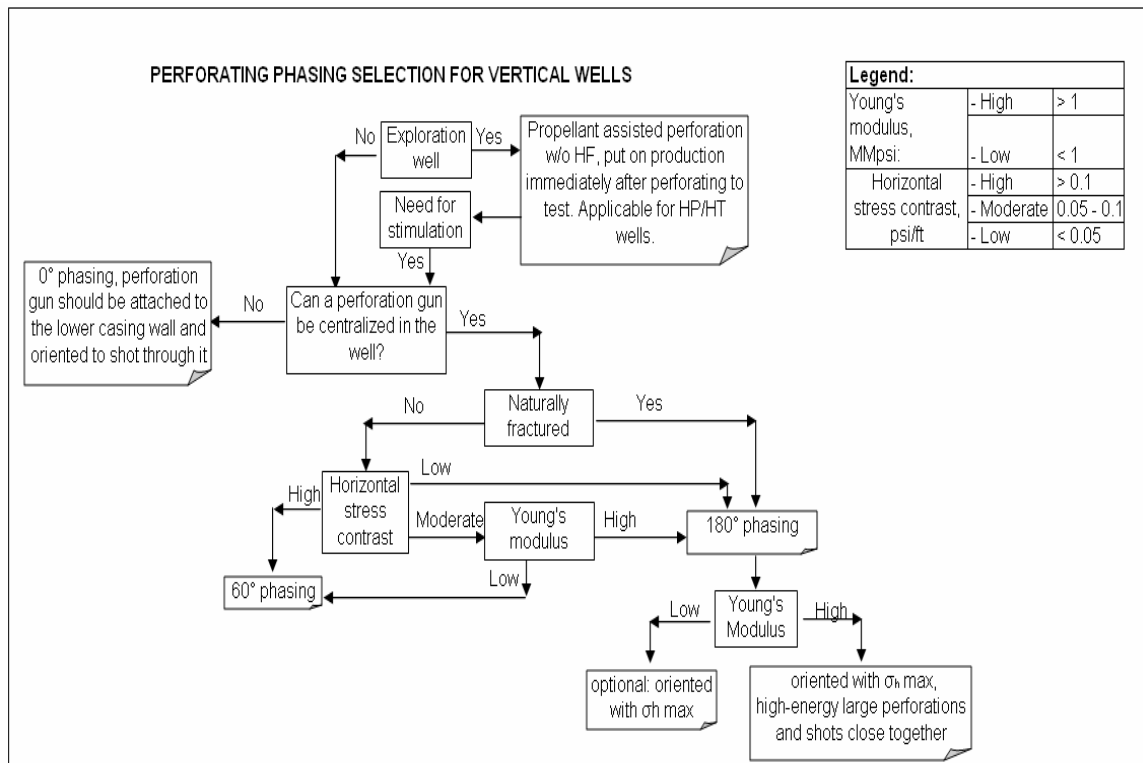 PERFORATING PHASING SELECTION FOR VERTICAL WELLS
Legend:
Young's
modulus,
MMpsi:
- High
> 1
- Low
< 1
Horizontal
stress contrast,
psi/ft
- High
> 0.1
- Moderate
0.05 - 0.1
- Low
< 0.05
No
Exploration
well
Yes
Propellant assisted perforation
w/o HF, put on production
immediately after perforating to
test. Applicable for HP/HT
wells.
Need for
stimulation
Yes
0° phasing, perforation
gun should be attached to
the lower casing wall and
oriented to shot through it
No
Can a perforation gun
be centralized in the
well?
Yes
No
Naturally
fractured
Yes
High
Horizontal
stress
contrast
Low
Moderate
Young's
modulus
High
Low
180° phasing
60° phasing
Low
Young's
Modulus
High
optional: oriented
with σh max
oriented with σₕ max,
high-energy large perforations
and shots close together